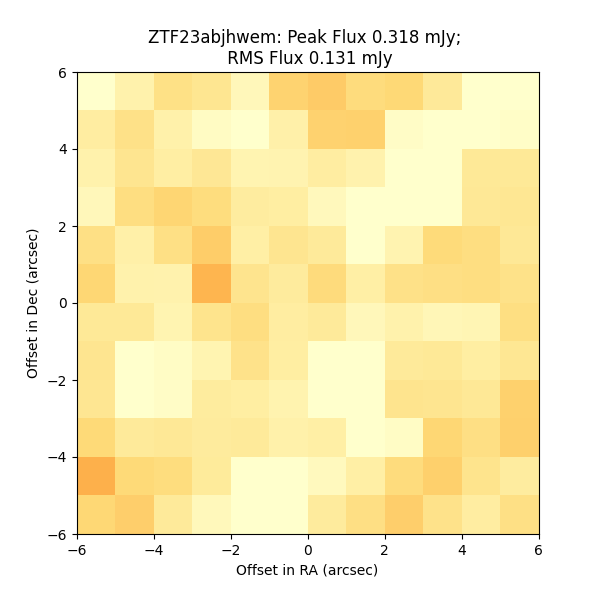 ZTF23abjhwem: Peak Flux 0.318 mJy;
RMS Flux 0.131 mJy
6
4
2
0
−2
−4
−6
Offset in Dec (arcsec)
−6 −4 −2 0 2 4 6
Offset in RA (arcsec)